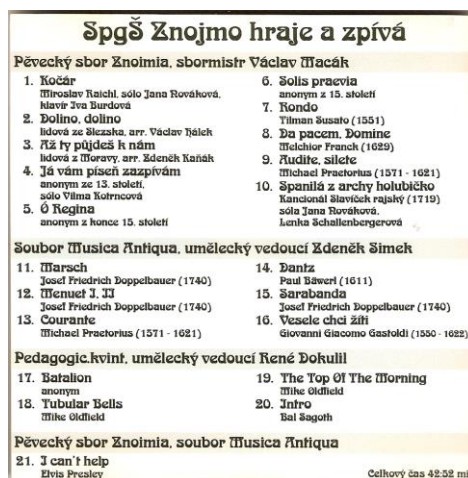 SpgŠ Znojmo hraje a zpívá
Pěvecký sbor Znoimia, sbormistr Václav Macák
1. Kočár
Miroslav Raichl, sólo Jana Nováková,
klavír Iva Burdová
2. Dolino, dolino
lidová ze Slezska, arr. Václav Hálek
3. Až ty půjdeš k nám
lidová z Moravy, arr. Zdeněk Kaňák
4. Já vám píseň zazpívám
anonym ze 13. století,
sólo Vilma Kotrncová
5. Ó Regina
anonym z konce 15. století
6. Solis praevia
anonym z 15. století
7. Rondo
Tilman Susato (1551)
8. Da pacem, Domine
Melchior Franck (1629)
9. Audite, silete
Michael Praetorius (1571 - 1621)
10. Spanilá z archy holubičko
Kancionál Slavíček rajský (1719)
sóla Jana Nováková,
Lenka Schallenbergerová
Soubor Musica Antiqua, umělecký vedoucí Zdeněk Simek
11. Marsch
Josef Friedrich Doppelbauer (1740)
12. Menuet I, II
Josef Friedrich Doppelbauer (1740)
13. Courante
Michael Praetorius (1571 - 1621)
14. Dantz
Paul Bäwerl (1611)
15. Sarabanda
Josef Friedrich Doppelbauer (1740)
16. Vesele chci žíti
Giovanni Giacomo Gastoldi (1550 - 1622)
Pedagogic.kvint, umělecký vedoucí René Dokulil
17. Batalion
anonym
18. Tubular Bells
Mike Oldfield
19. The Top Of The Morning
Mike Oldfield
20. Intro
Bal Sagoth
Pěvecký sbor Znoimia, soubor Musica Antiqua
21. I can't help
Elvis Presley
Celkový čas 42:52 mi